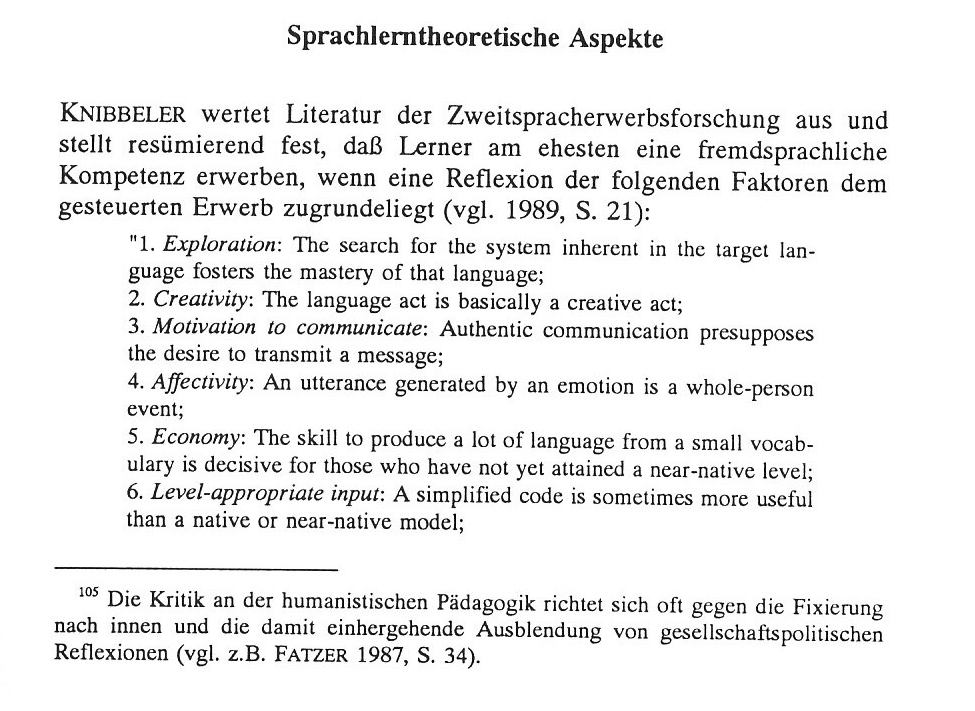 Sprachlerntheoretische Aspekte
KNIBBELER wertet Literatur der Zweitspracherwerbsforschung aus und
stellt resümierend fest, daß Lerner am ehesten eine fremdsprachliche
Kompetenz erwerben, wenn eine Reflexion der folgenden Faktoren dem
gesteuerten Erwerb zugrundeliegt (vgl. 1989, S. 21):
"1. Exploration: The search for the system inherent in the target lan-
guage fosters the mastery of that language;
2. Creativity: The language act is basically a creative act;
3. Motivation to communicate: Authentic communication presupposes
the desire to transmit a message;
4. Affectivity: An utterance generated by an emotion is a whole-person
event;
5. Economy: The skill to produce a lot of language from a small vocab-
ulary is decisive for those who have not yet attained a near-native level;
6. Level-appropriate input: A simplified code is sometimes more useful
than a native or near-native model;
105 Die Kritik an der humanistischen Pädagogik richtet sich oft gegen die Fixierung
nach innen und die damit einhergehende Ausblendung von gesellschaftspolitischen
Reflexionen (vgl. z.B. FATZER 1987, S. 34).